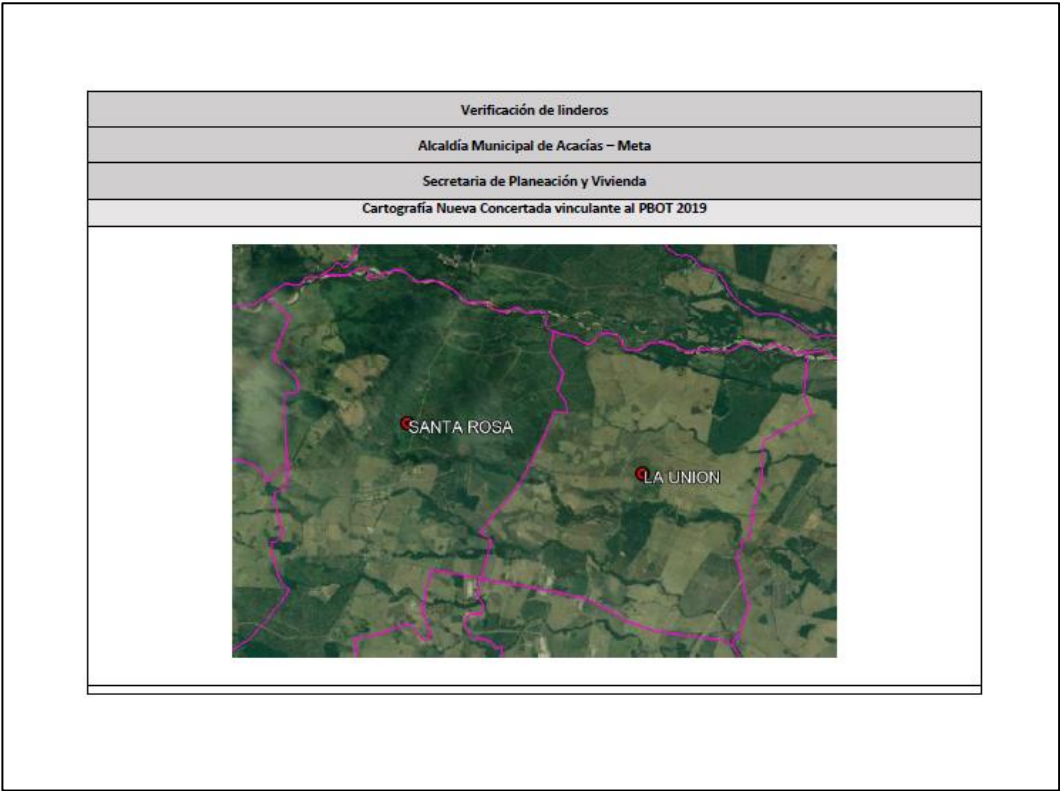 Verificación de linderos
Alcaldía Municipal de Acacías – Meta
Secretaria de Planeación y Vivienda
Cartografía Nueva Concertada vinculante al PBOT 2019
SANTA ROSA
LA UNION